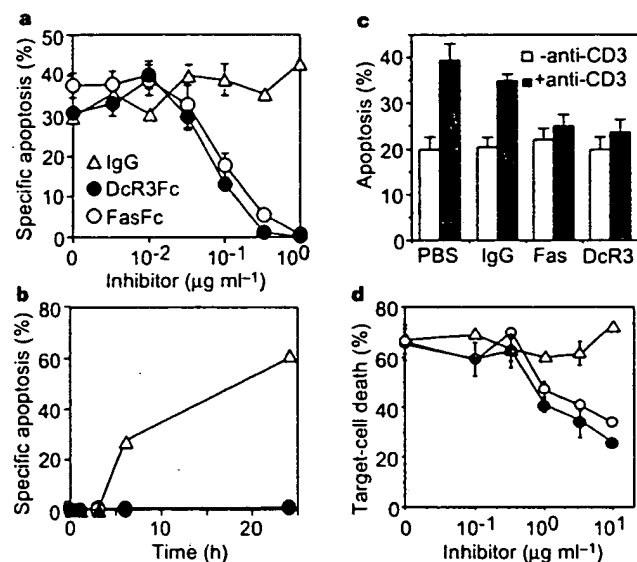 a
Specific apoptosis (%)
50
40
30
20
10
0
IgG
DcR3Fc
FasFc
0 10⁻² 10⁻¹ 10⁰
Inhibitor (µg ml⁻¹)
b
Specific apoptosis (%)
80
60
40
20
0
0 10 20
Time (h)
c
Apoptosis (%)
40
30
20
10
0
-anti-CD3
+anti-CD3
PBS IgG Fas DcR3
d
Target-cell death (%)
80
60
40
20
0
0 10⁻¹ 10⁰ 10¹
Inhibitor (µg ml⁻¹)